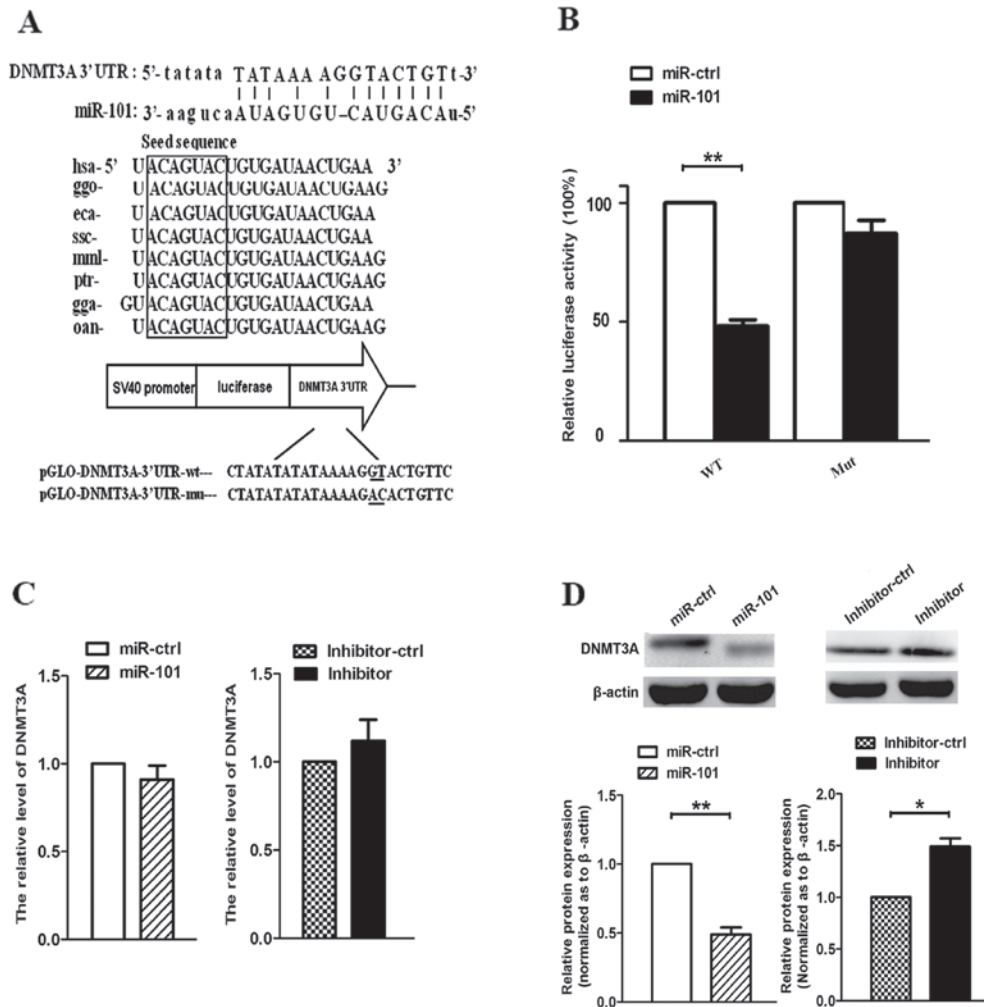 A
DNMT3A 3'UTR: 5'- tatata TATAAA AGGTACTGTt-3'
miR-101: 3'- aagucaAUAGUGU–CAUGACAu-5'
Seed sequence
hsa- 5' UACAGUACUGUGAUAACUGAA 3'
ggo- UACAGUACUGUGAUAACUGAAG
eca- UACAGUACUGUGAUAACUGAA
ssc- UACAGUACUGUGAUAACUGAA
mml- UACAGUACUGUGAUAACUGAAG
ptr- UACAGUACUGUGAUAACUGAAG
gga- GUACAGUACUGUGAUAACUGAA
oan- UACAGUACUGUGAUAACUGAAG
SV40 promoter luciferase DNMT3A 3'UTR
pGLO-DNMT3A-3'UTR-wt--- CTATATATATAAAAGGTACTGTTC
pGLO-DNMT3A-3'UTR-mu--- CTATATATATAAAAGACACTGTTC
B
miR-ctrl
miR-101
**
Relative luciferase activity (100%)
100
50
0
WT Mut
C
miR-ctrl
miR-101
The relative level of DNMT3A
1.5
1.0
0.5
0.0
Inhibitor-ctrl
Inhibitor
The relative level of DNMT3A
1.5
1.0
0.5
0.0
D
miR-ctrl miR-101 Inhibitor-ctrl Inhibitor
DNMT3A
β-actin
miR-ctrl
miR-101
**
Relative protein expression
(normalized as to β -actin)
1.5
1.0
0.5
0.0
Inhibitor-ctrl
Inhibitor
*
Relative protein expression
(Normalized as to β -actin)
2.0
1.5
1.0
0.5
0.0